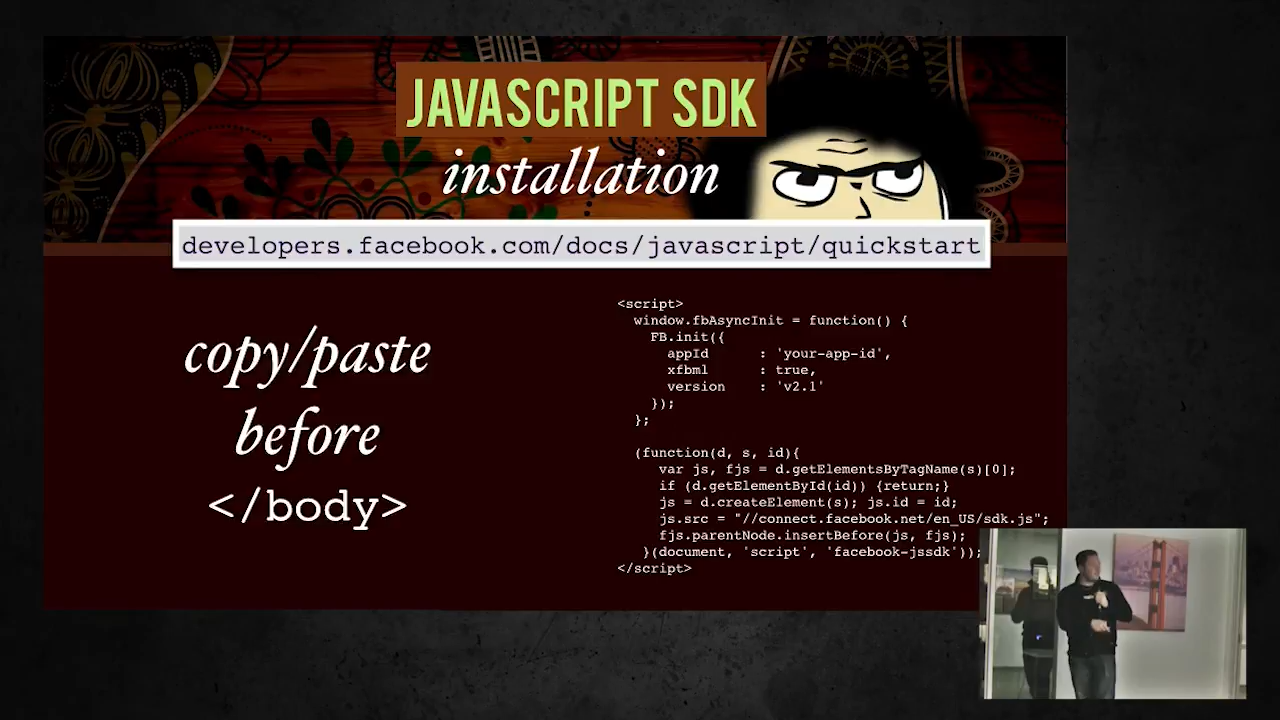 JAVASCRIPT SDK
installation
developers.facebook.com/docs/javascript/quickstart
copy/paste
before
</body>
<script>
  window.fbAsyncInit = function() {
    FB.init({
      appId      : 'your-app-id',
      xfbml      : true,
      version    : 'v2.1'
    });
  };

  (function(d, s, id){
     var js, fjs = d.getElementsByTagName(s)[0];
     if (d.getElementById(id)) {return;}
     js = d.createElement(s); js.id = id;
     js.src = "//connect.facebook.net/en_US/sdk.js";
     fjs.parentNode.insertBefore(js, fjs);
   }(document, 'script', 'facebook-jssdk'));
</script>